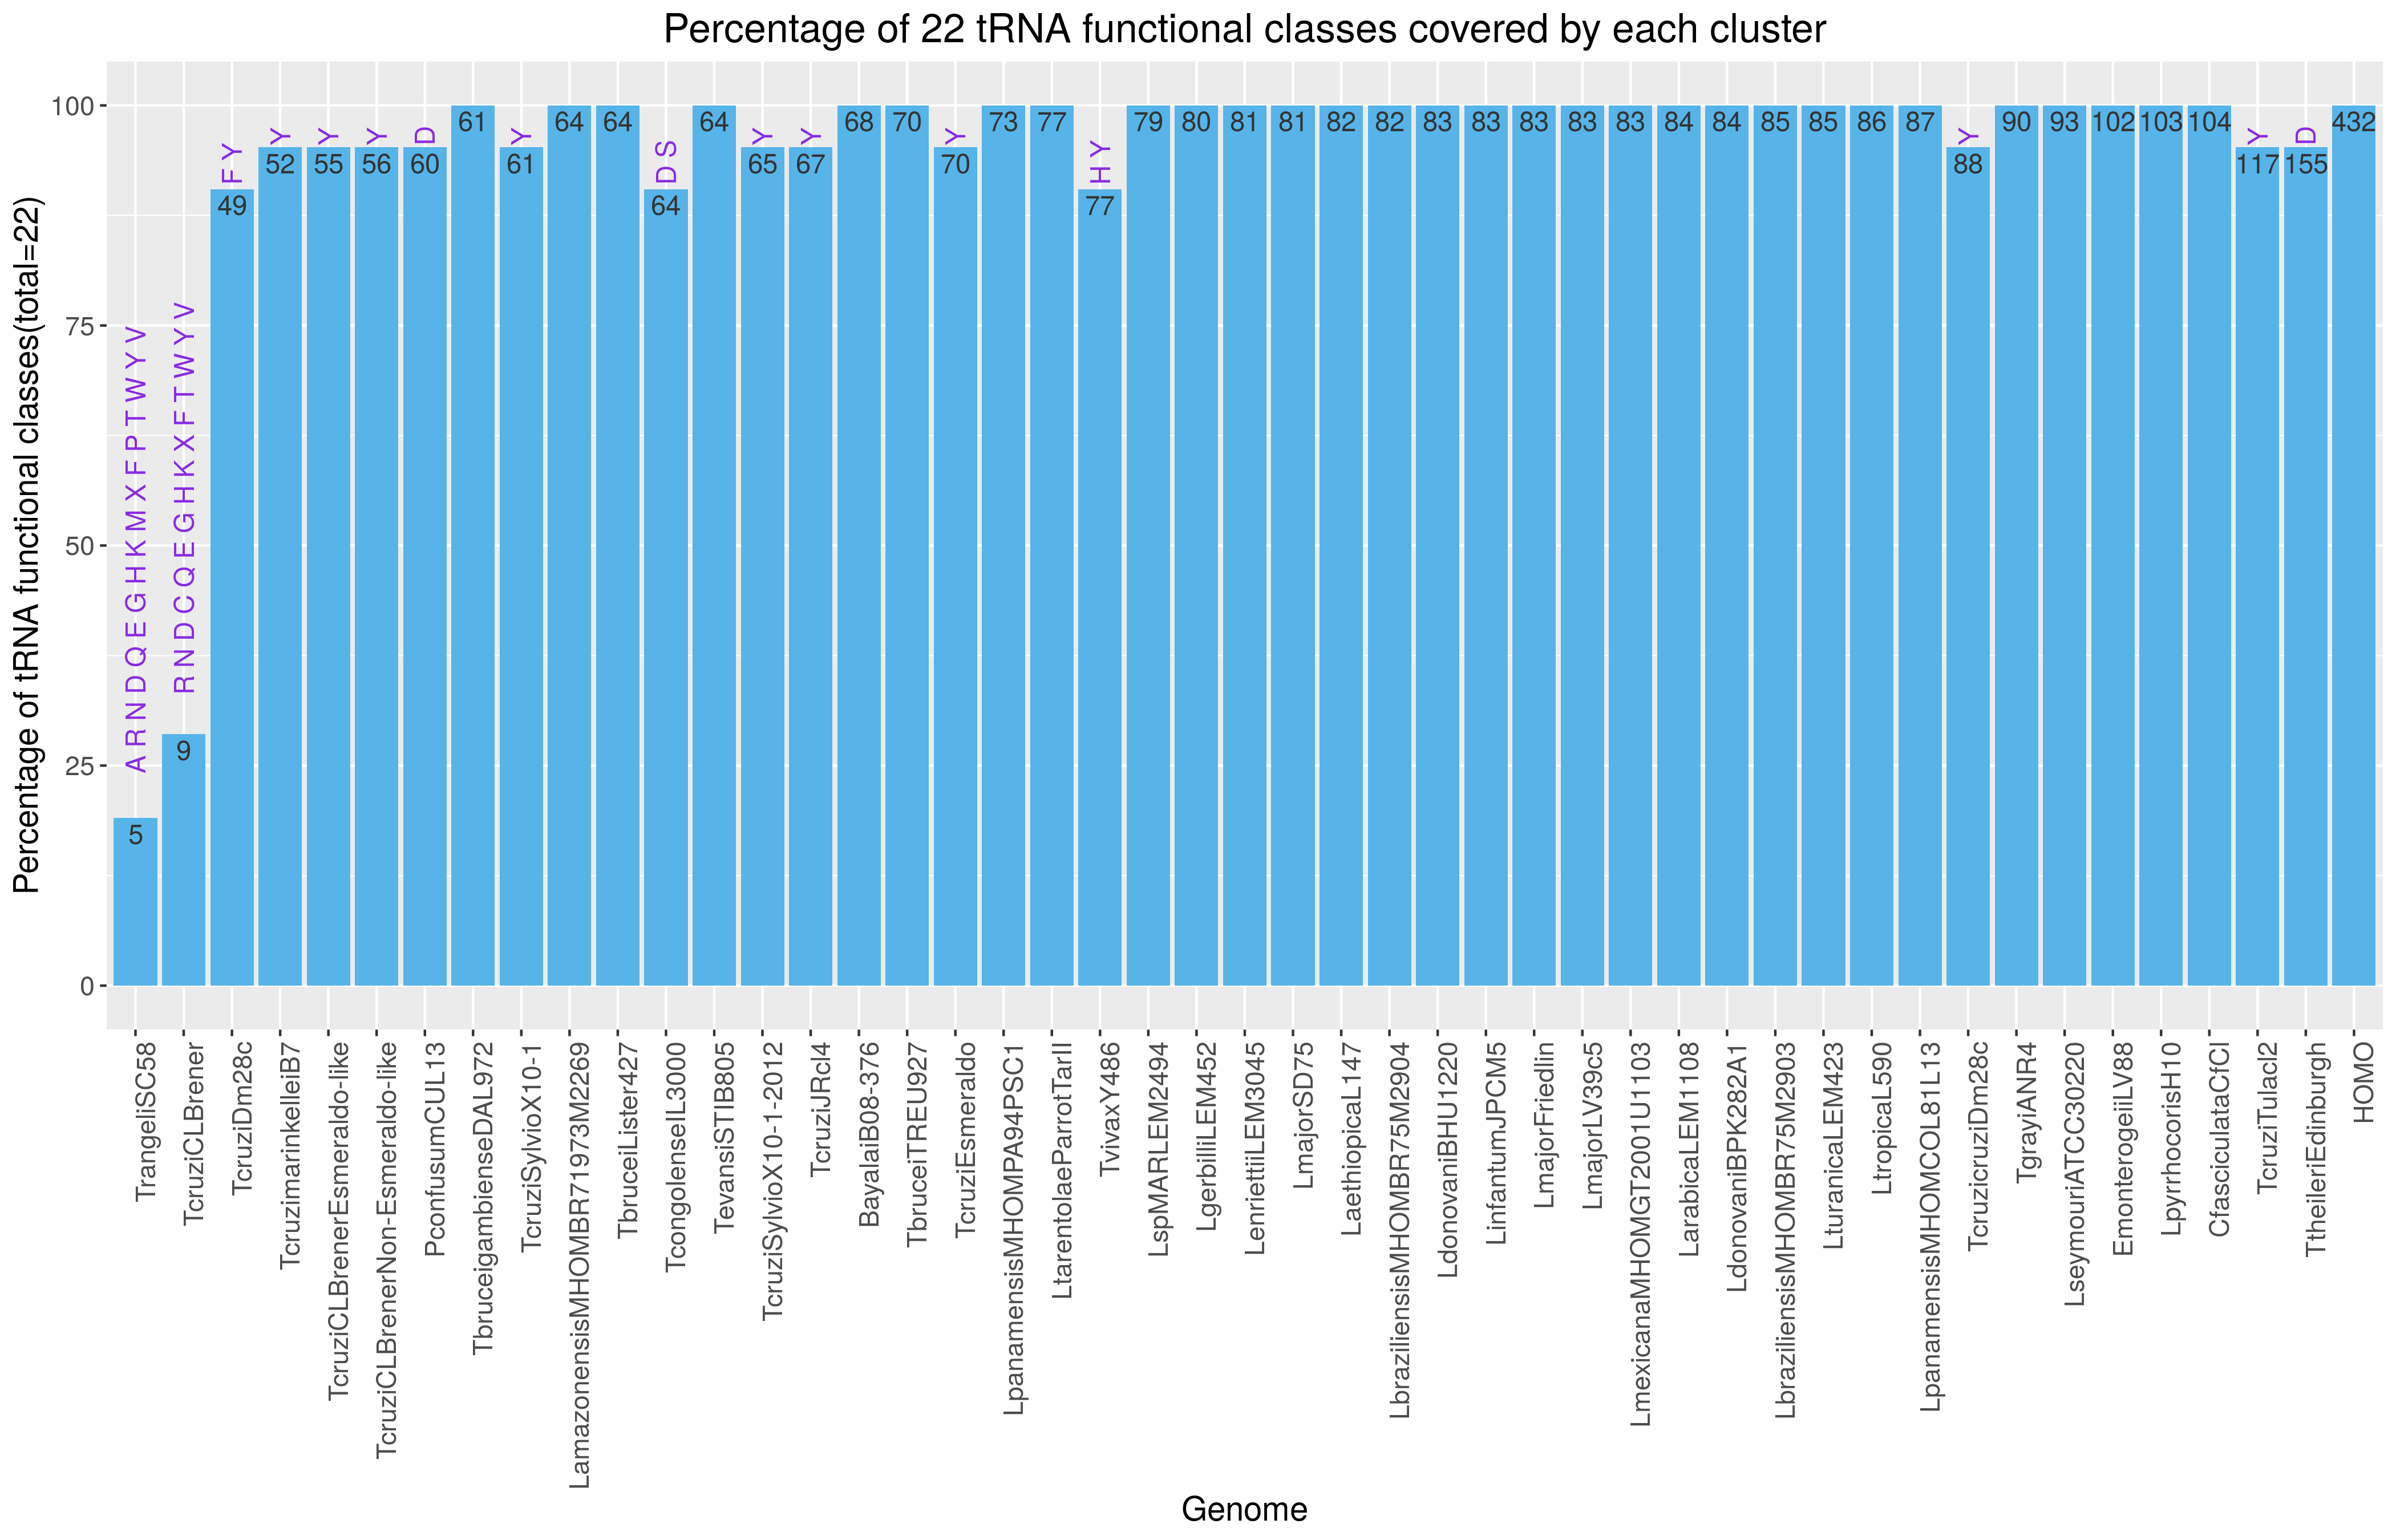 Percentage of 22 tRNA functional classes covered by each cluster
Percentage of tRNA functional classes(total=22)
100
75
50
25
0
A R N D Q E G H K M X F P T W Y V
R N D C Q E G H K X F T W Y V
F Y
Y
Y
Y
D
Y
D S
Y
Y
Y
H Y
Y
Y
D
5
9
49
52
55
56
60
61
61
64
64
64
64
65
67
68
70
70
73
77
77
79
80
81
81
82
82
83
83
83
83
83
84
84
85
85
86
87
88
90
93
102
103
104
117
155
432
TrangeliSC58
TcruziCLBrener
TcruziDm28c
TcruzimarinkelleiB7
TcruziCLBrenerEsmeraldo-like
TcruziCLBrenerNon-Esmeraldo-like
PconfusumCUL13
TbruceigambienseDAL972
TcruziSylvioX10-1
LamazonensisMHOMBR71973M2269
TbruceiLister427
TcongolenseIL3000
TevansiSTIB805
TcruziSylvioX10-1-2012
TcruziJRcl4
BayalaiB08-376
TbruceiTREU927
TcruziEsmeraldo
LpanamensisMHOMPA94PSC1
LtarentolaeParrotTarII
TvivaxY486
LspMARLEM2494
LgerbilliLEM452
LenriettiiLEM3045
LmajorSD75
LaethiopicaL147
LbraziliensisMHOMBR75M2904
LdonovaniBHU1220
LinfantumJPCM5
LmajorFriedlin
LmajorLV39c5
LmexicanaMHOMGT2001U1103
LarabicaLEM1108
LdonovaniBPK282A1
LbraziliensisMHOMBR75M2903
LturanicaLEM423
LtropicaL590
LpanamensisMHOMCOL81L13
TcruzicruziDm28c
TgrayiANR4
LseymouriATCC30220
EmonterogeiiLV88
LpyrrhocorisH10
CfasciculataCfCl
TcruziTulacl2
TtheileriEdinburgh
HOMO
Genome